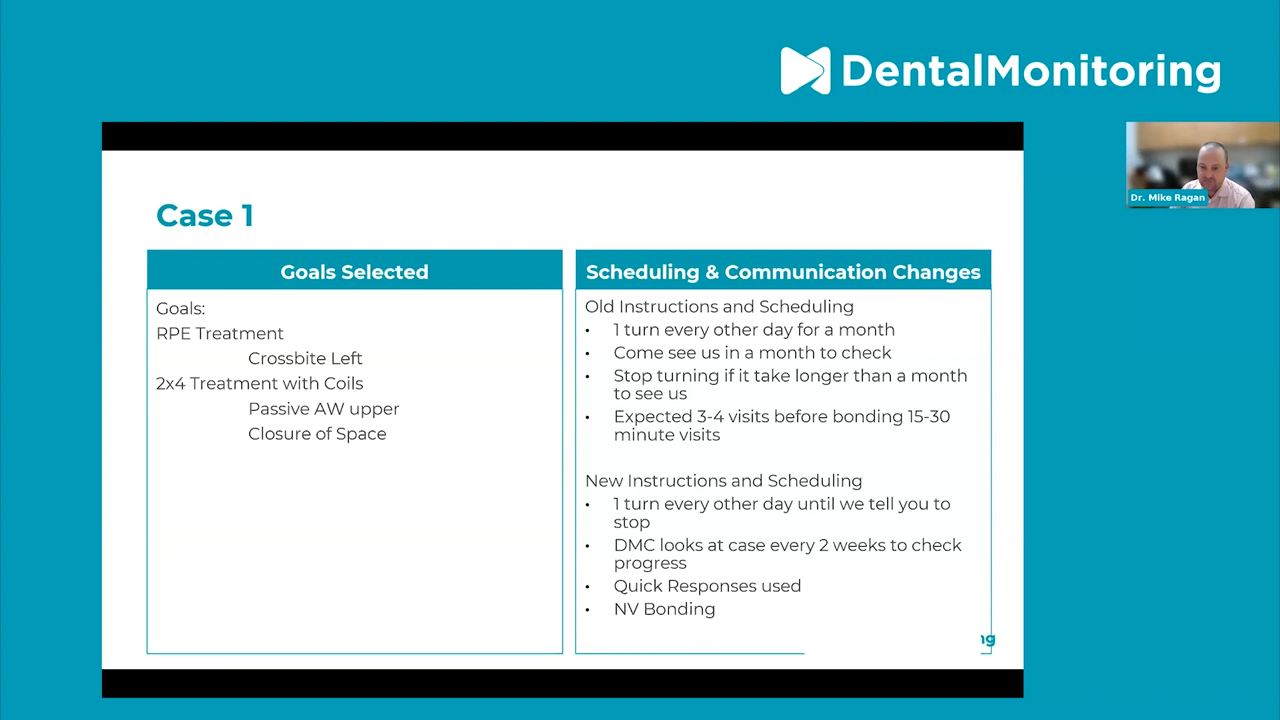 DentalMonitoring
Dr. Mike Ragan
Case 1
Goals Selected
Goals:
RPE Treatment
Crossbite Left
2x4 Treatment with Coils
Passive AW upper
Closure of Space
Scheduling & Communication Changes
Old Instructions and Scheduling
• 1 turn every other day for a month
• Come see us in a month to check
• Stop turning if it take longer than a month
to see us
• Expected 3-4 visits before bonding 15-30
minute visits
New Instructions and Scheduling
• 1 turn every other day until we tell you to
stop
• DMC looks at case every 2 weeks to check
progress
• Quick Responses used
• NV Bonding